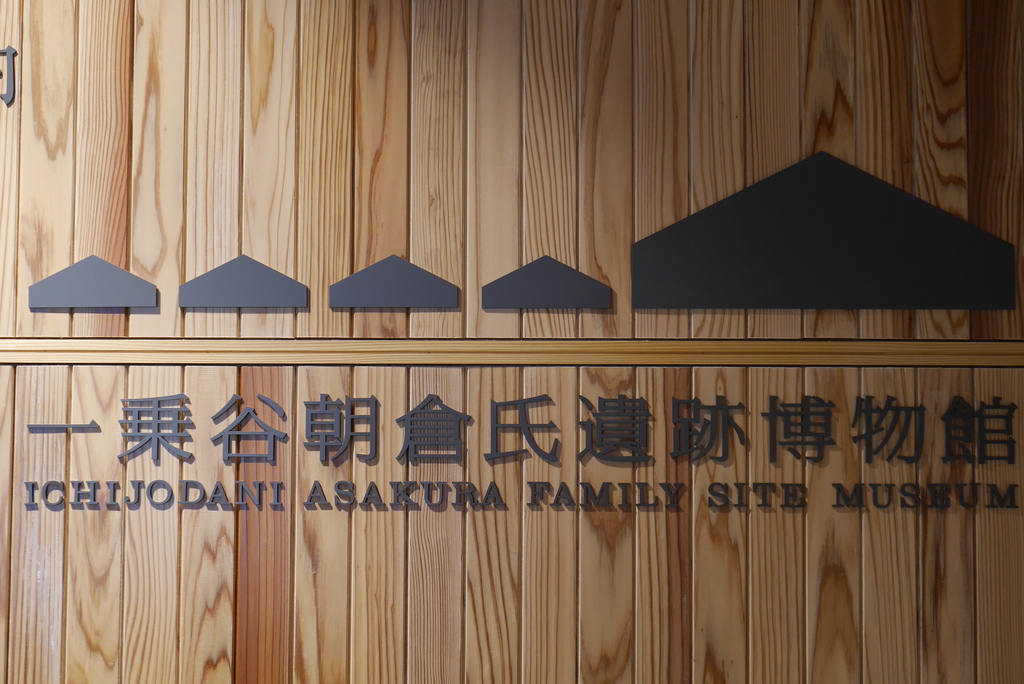 一乗谷朝倉氏遺跡博物館
ICHIJODANI ASAKURA FAMILY SITE MUSEUM